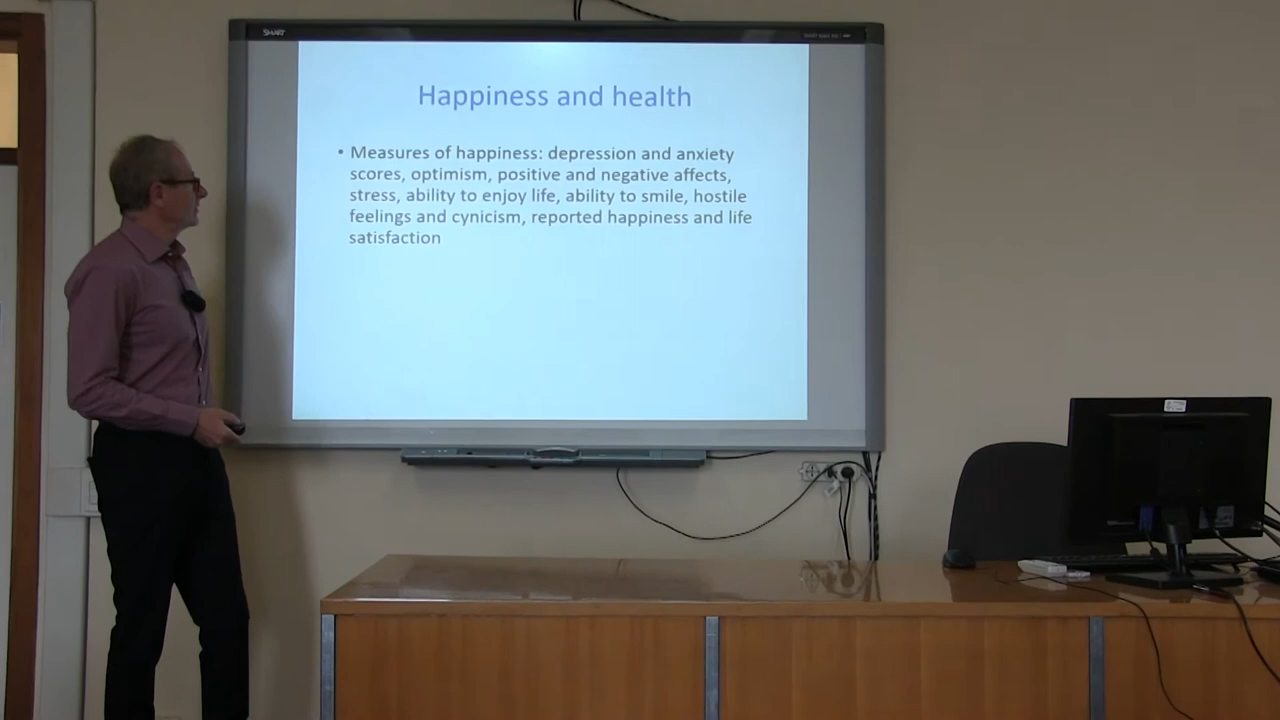 SMART
Happiness and health
• Measures of happiness: depression and anxiety
scores, optimism, positive and negative affects,
stress, ability to enjoy life, ability to smile, hostile
feelings and cynicism, reported happiness and life
satisfaction